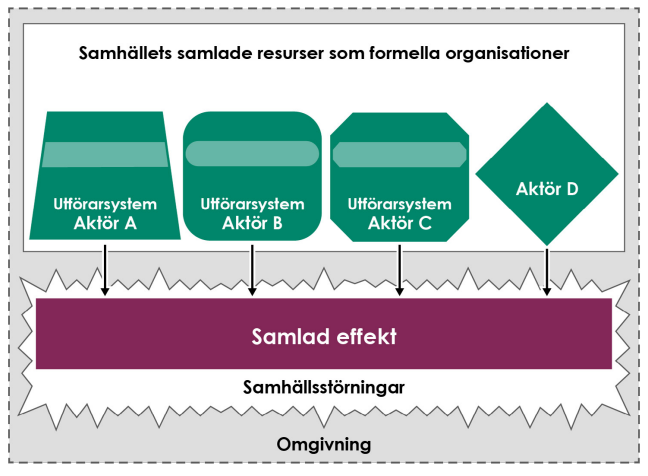 Samhällets samlade resurser som formella organisationer
Utförarsystem
Aktör A
Utförarsystem
Aktör B
Utförarsystem
Aktör C
Aktör D
Samlad effekt
Samhällsstörningar
Omgivning